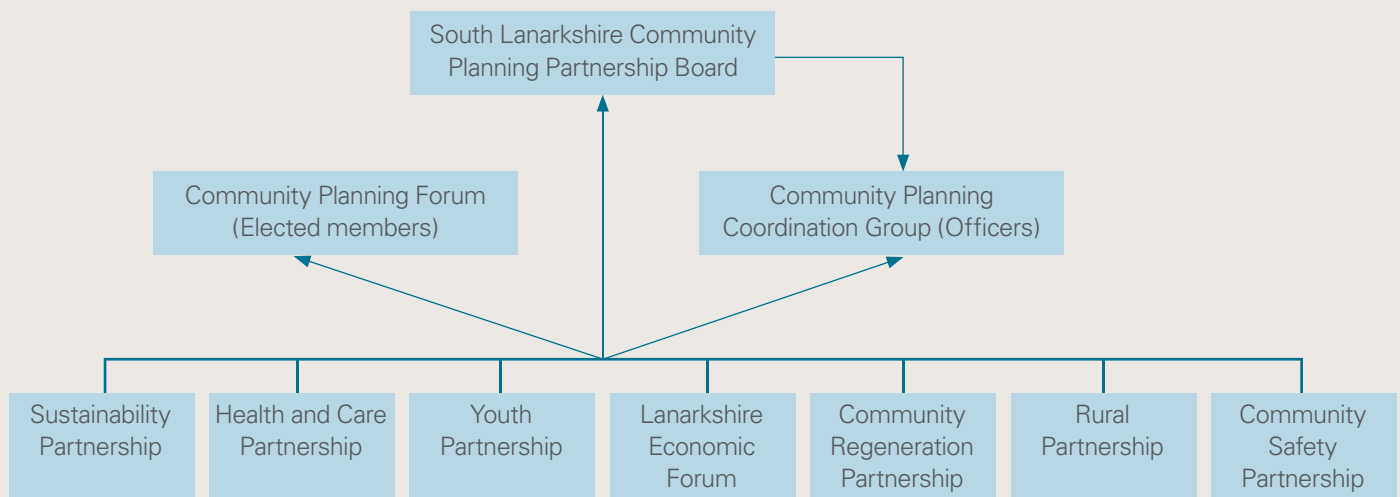 South Lanarkshire Community
Planning Partnership Board
Community Planning Forum
(Elected members)
Community Planning
Coordination Group (Officers)
Sustainability
Partnership
Health and Care
Partnership
Youth
Partnership
Lanarkshire
Economic
Forum
Community
Regeneration
Partnership
Rural
Partnership
Community
Safety
Partnership